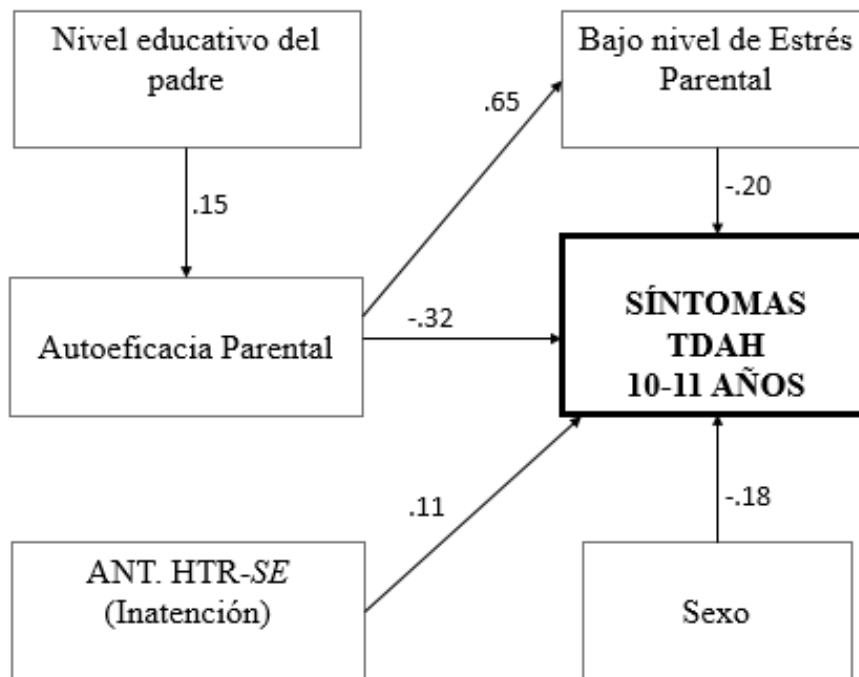 Nivel educativo del
padre
Bajo nivel de Estrés
Parental
.65
.15
-.20
Autoeficacia Parental
-.32
SÍNTOMAS
TDAH
10-11 AÑOS
.11
-.18
ANT. HTR-SE
(Inatención)
Sexo